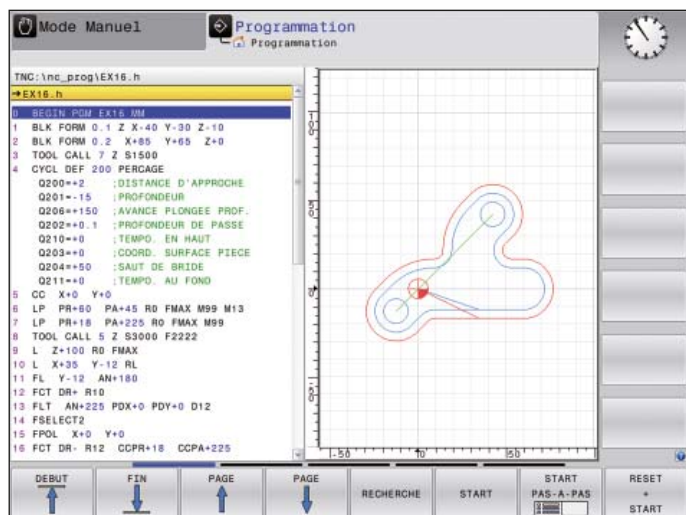 Mode Manuel
Programmation
Programmation
TNC:\nc_prog\EX16.h
→EX16.h
0 BEGIN PGM EX16 MM
1 BLK FORM 0.1 Z X-40 Y-30 Z-10
2 BLK FORM 0.2 X+85 Y+65 Z+0
3 TOOL CALL 7 Z S1500
4 CYCL DEF 200 PERCAGE
Q200=+2 ;DISTANCE D'APPROCHE
Q201=-15 ;PROFONDEUR
Q206=+150 ;AVANCE PLONGEE PROF.
Q202=+0.1 ;PROFONDEUR DE PASSE
Q210=+0 ;TEMPO. EN HAUT
Q203=+0 ;COORD. SURFACE PIECE
Q204=+50 ;SAUT DE BRIDE
Q211=+0 ;TEMPO. AU FOND
5 CC X+0 Y+0
6 LP PR+60 PA+45 R0 FMAX M99 M13
7 LP PR+18 PA+225 R0 FMAX M99
8 TOOL CALL 5 Z S3000 F2222
9 L Z+100 R0 FMAX
10 L X+35 Y-12 RL
11 FL Y-12 AN+180
12 FCT DR+ R10
13 FLT AN+225 PDX+0 PDY+0 D12
14 FSELECT2
15 FPOL X+0 Y+0
16 FCT DR- R12 CCPR+18 CCPA+225
100
50
0
-50
-50
0
50
DEBUT
FIN
PAGE
PAGE
RECHERCHE
START
START
PAS-A-PAS
RESET
+
START